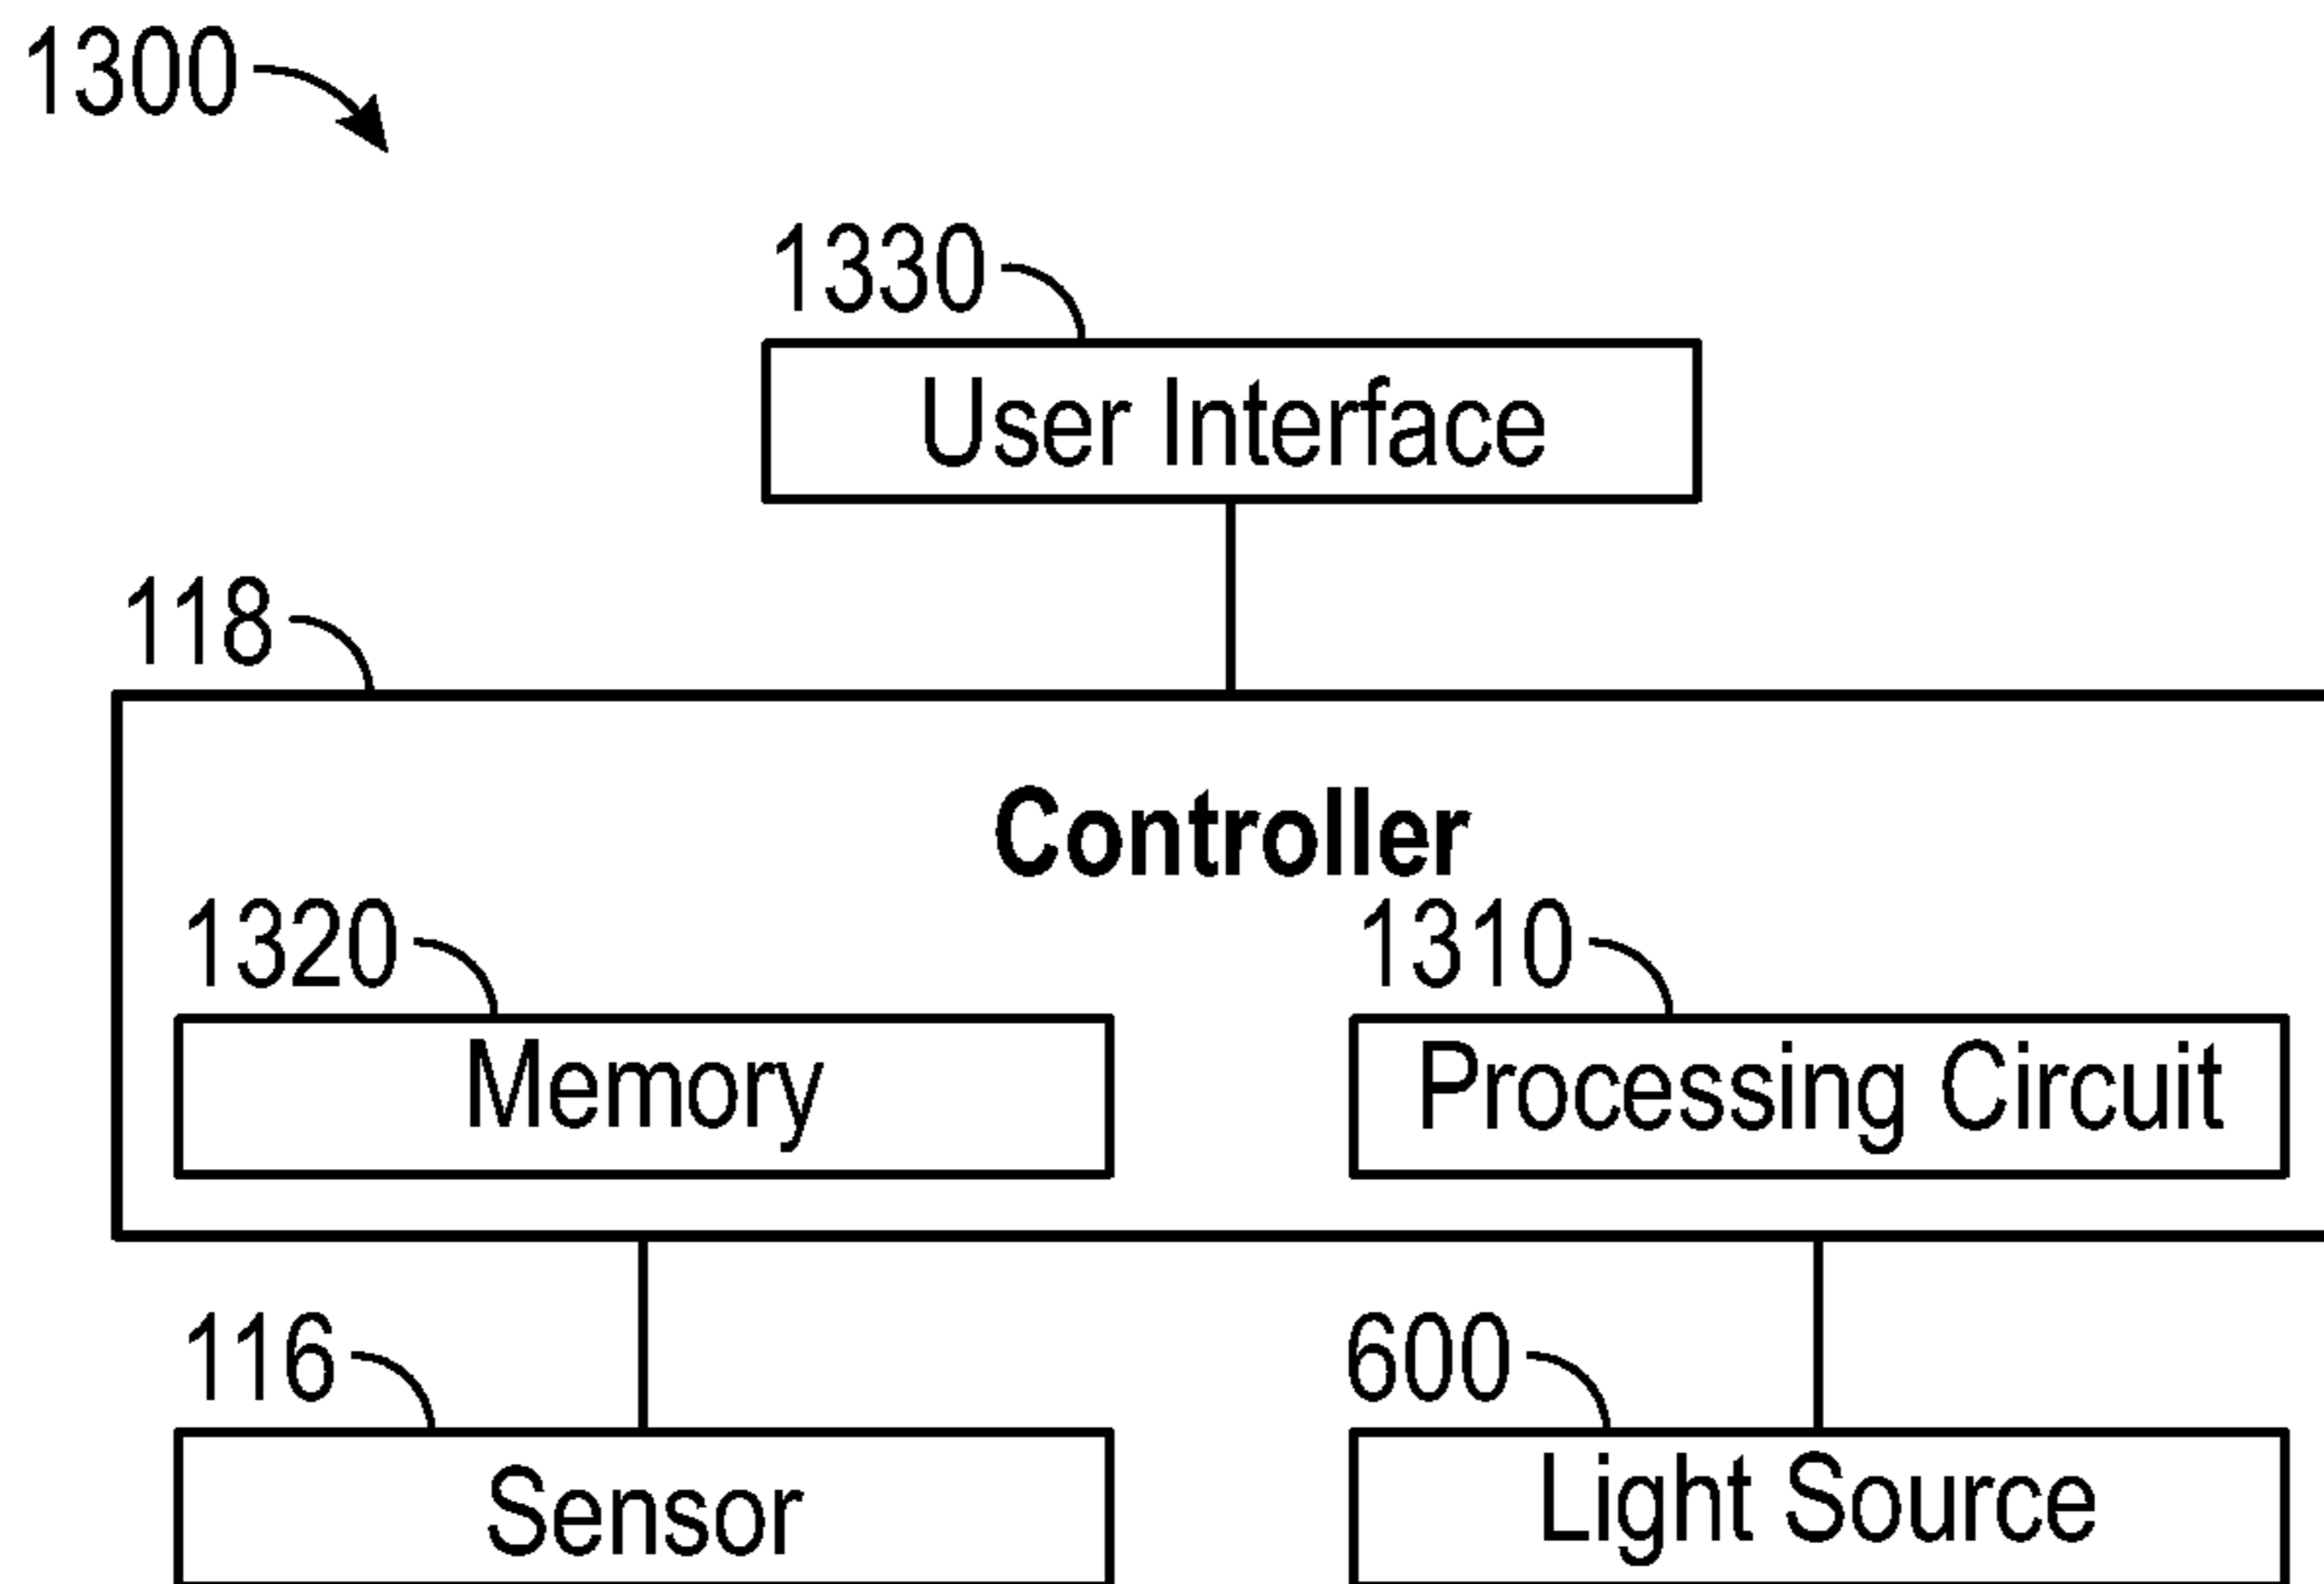 1300
1330
User Interface
118
Controller
1320
1310
Memory
Processing Circuit
116
600
Sensor
Light Source